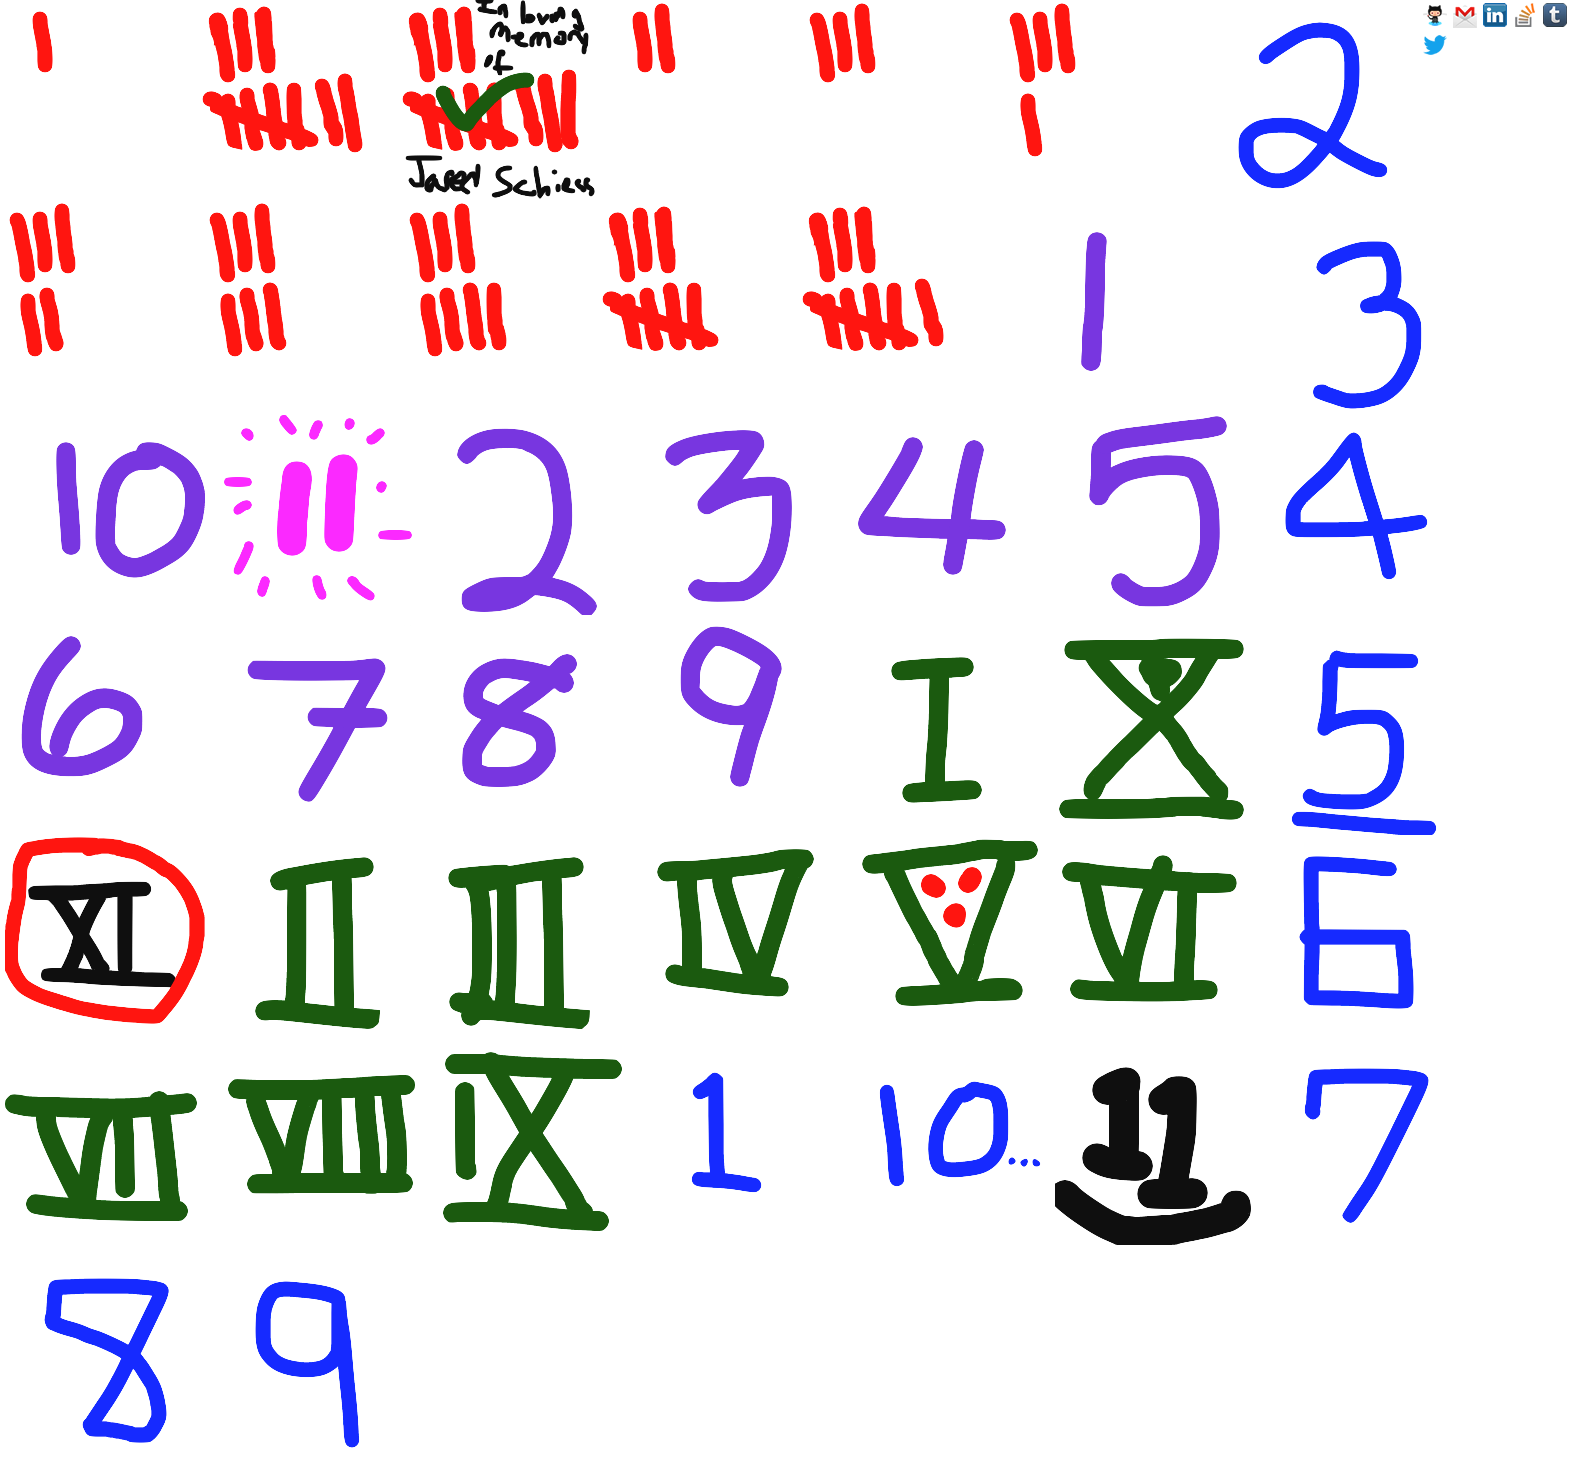 In loving
memory
of
Jared Schiess
2
1
3
10 11 2 3 4 5 4
6 7 8 9 I X 5
XI II III IV V VI 6
VII VIII IX 1 10... 11 7
8 9